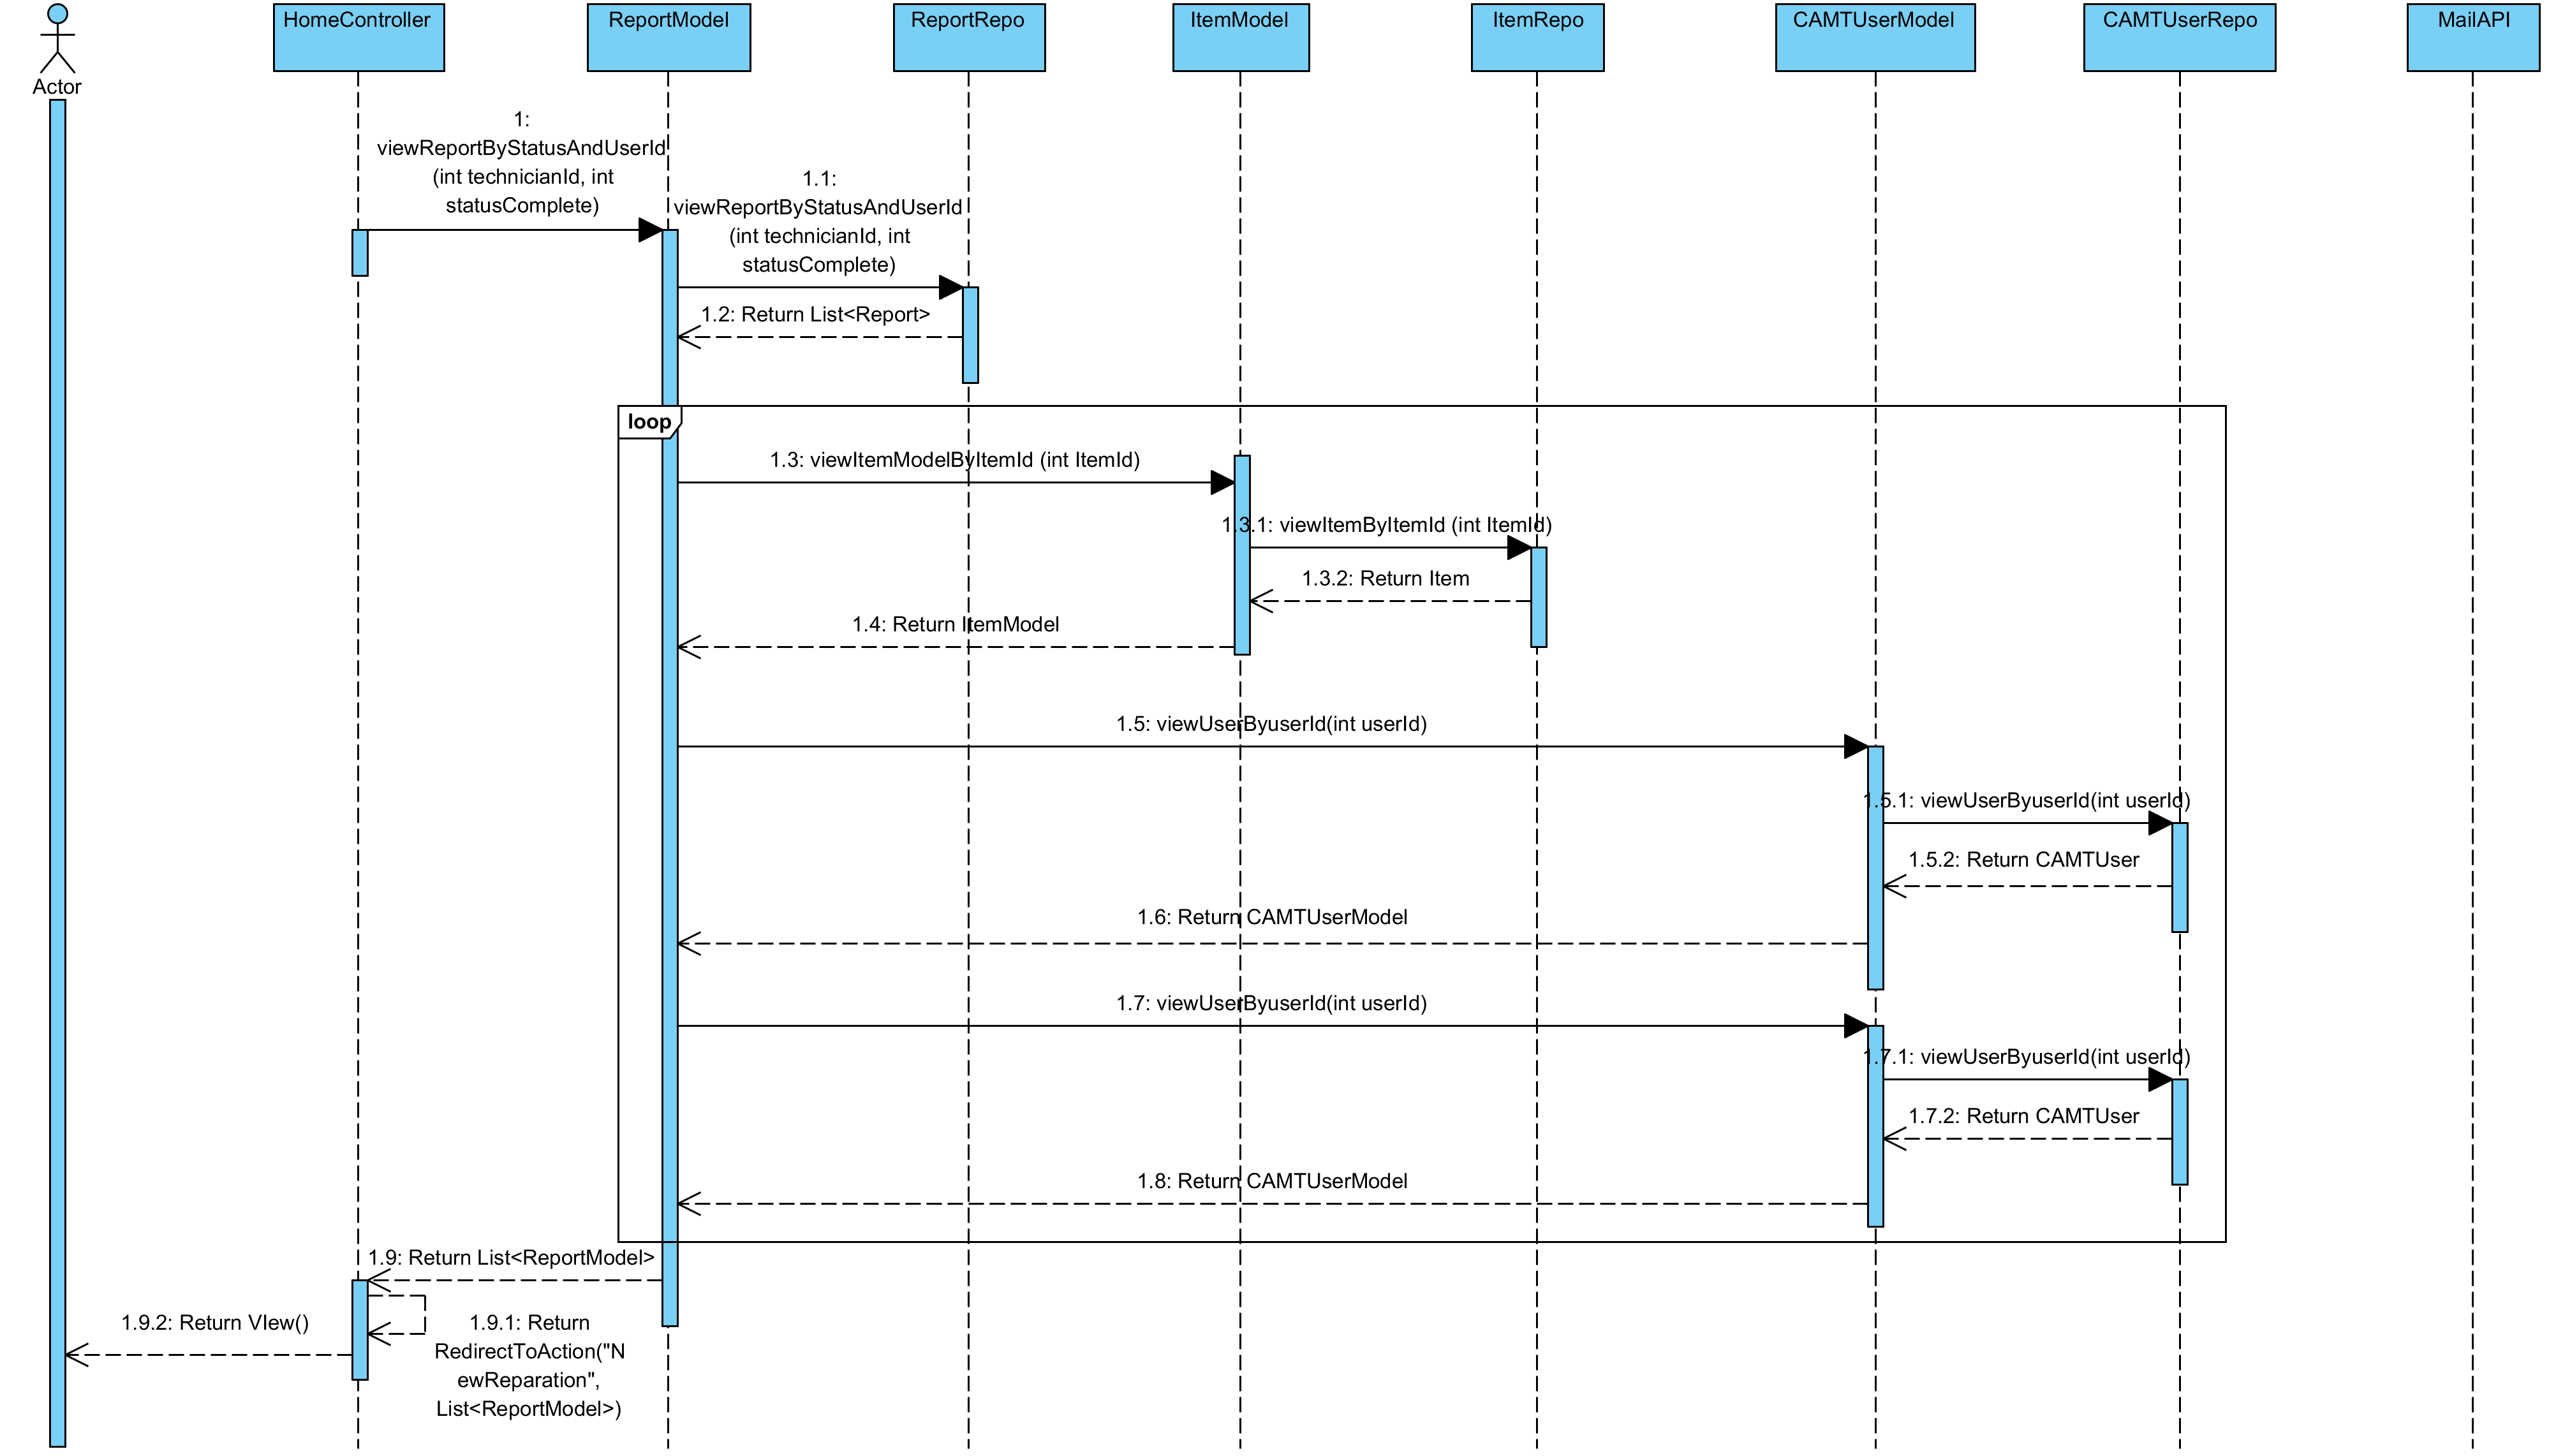 Actor
HomeController
ReportModel
ReportRepo
ItemModel
ItemRepo
CAMTUserModel
CAMTUserRepo
MailAPI
1:
viewReportByStatusAndUserId
(int technicianId, int
statusComplete)
1.1:
viewReportByStatusAndUserId
(int technicianId, int
statusComplete)
1.2: Return List<Report>
loop
1.3: viewItemModelByItemId (int ItemId)
1.3.1: viewItemByItemId (int ItemId)
1.3.2: Return Item
1.4: Return ItemModel
1.5: viewUserByuserId(int userId)
1.5.1: viewUserByuserId(int userId)
1.5.2: Return CAMTUser
1.6: Return CAMTUserModel
1.7: viewUserByuserId(int userId)
1.7.1: viewUserByuserId(int userId)
1.7.2: Return CAMTUser
1.8: Return CAMTUserModel
1.9: Return List<ReportModel>
1.9.1: Return
RedirectToAction("N
ewReparation",
List<ReportModel>)
1.9.2: Return VIew()